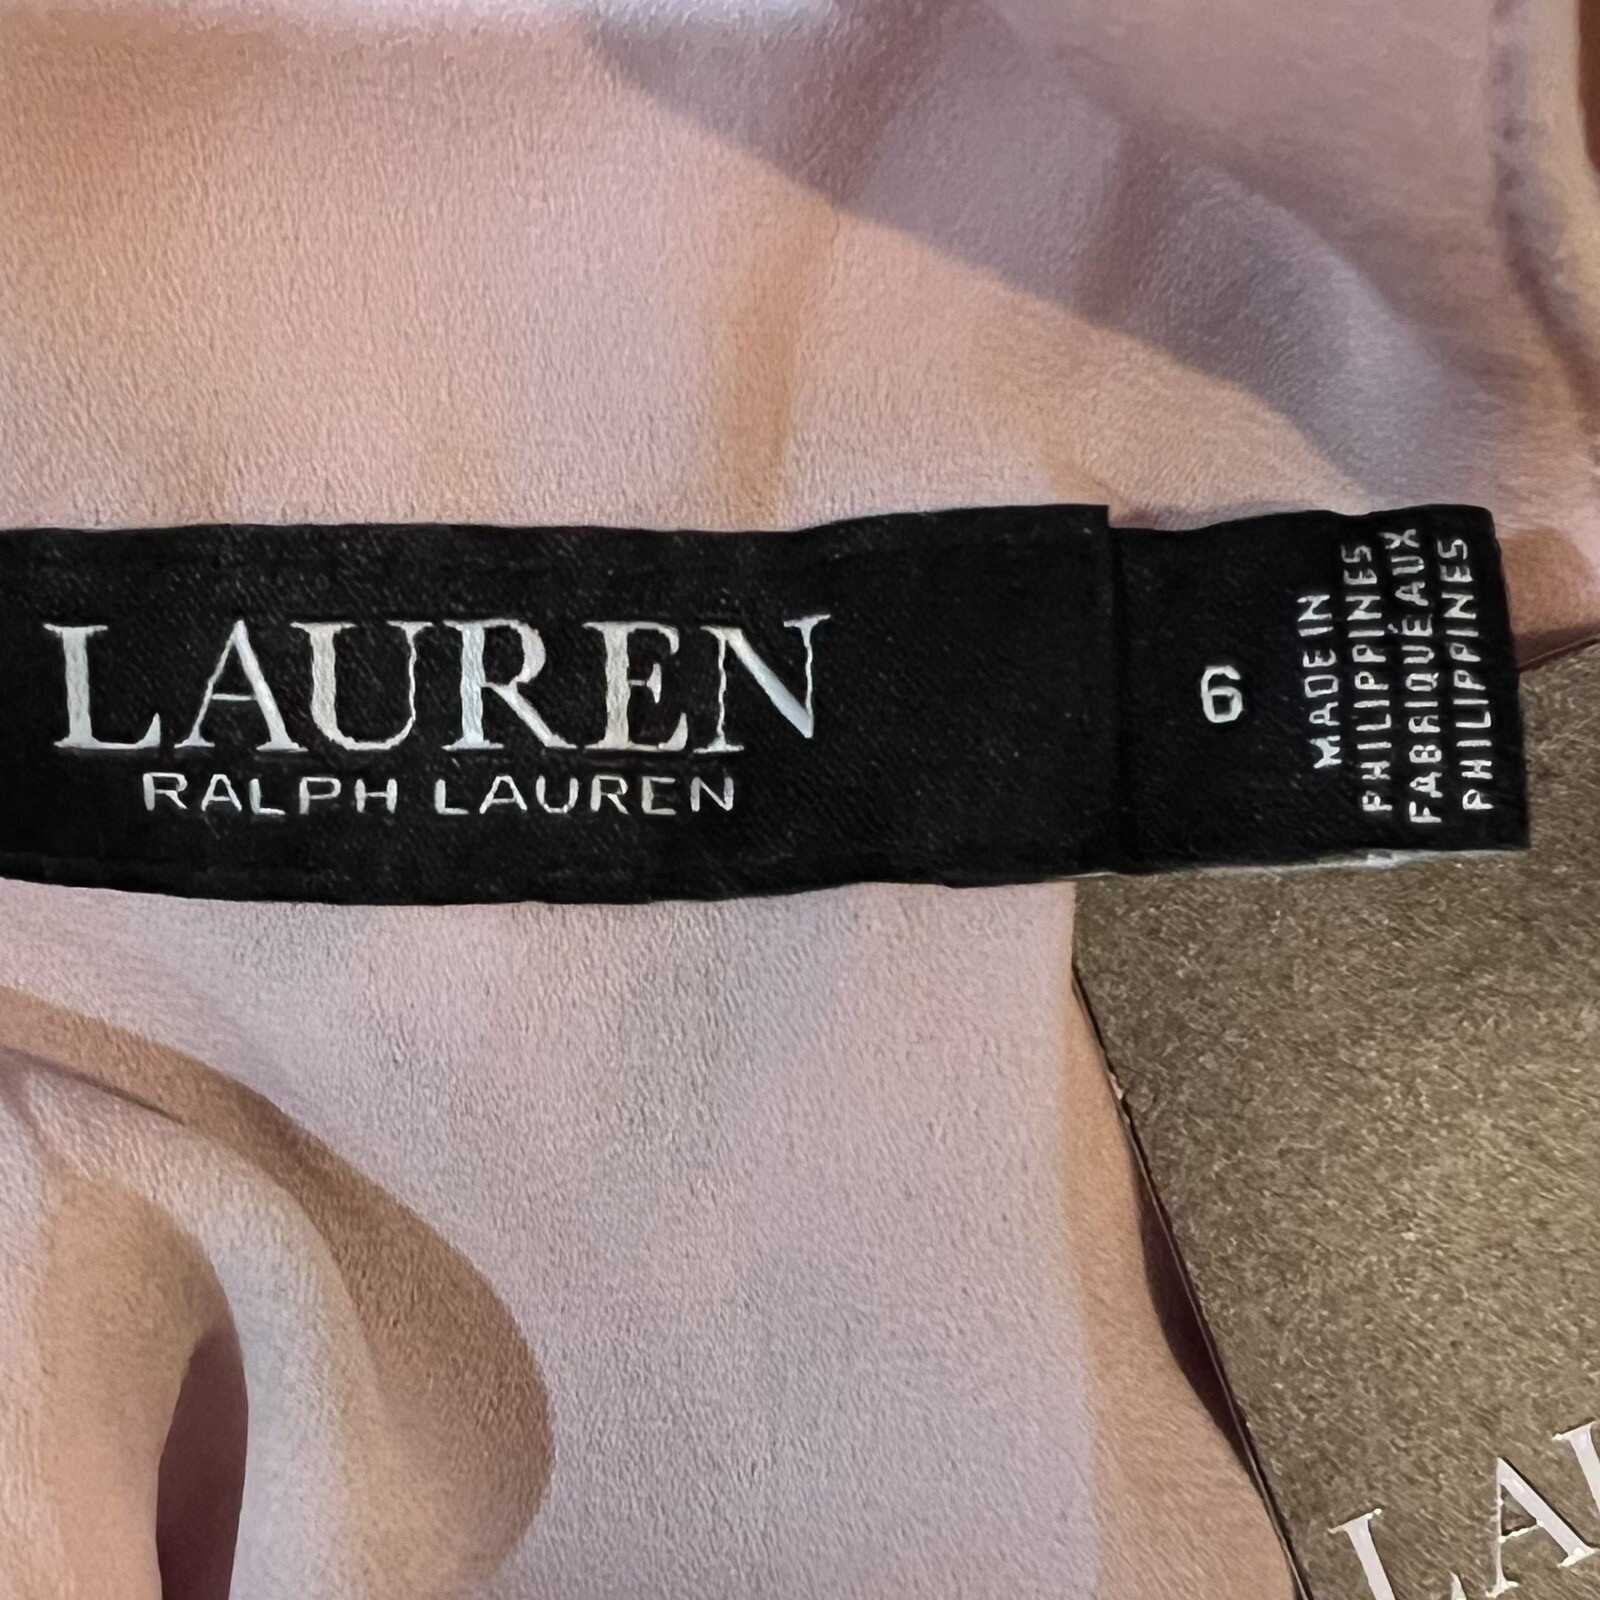 LAUREN
RALPH LAUREN
6
MADE IN
PHILIPPINES
FABRIQUÉ AUX
PHILIPPINES